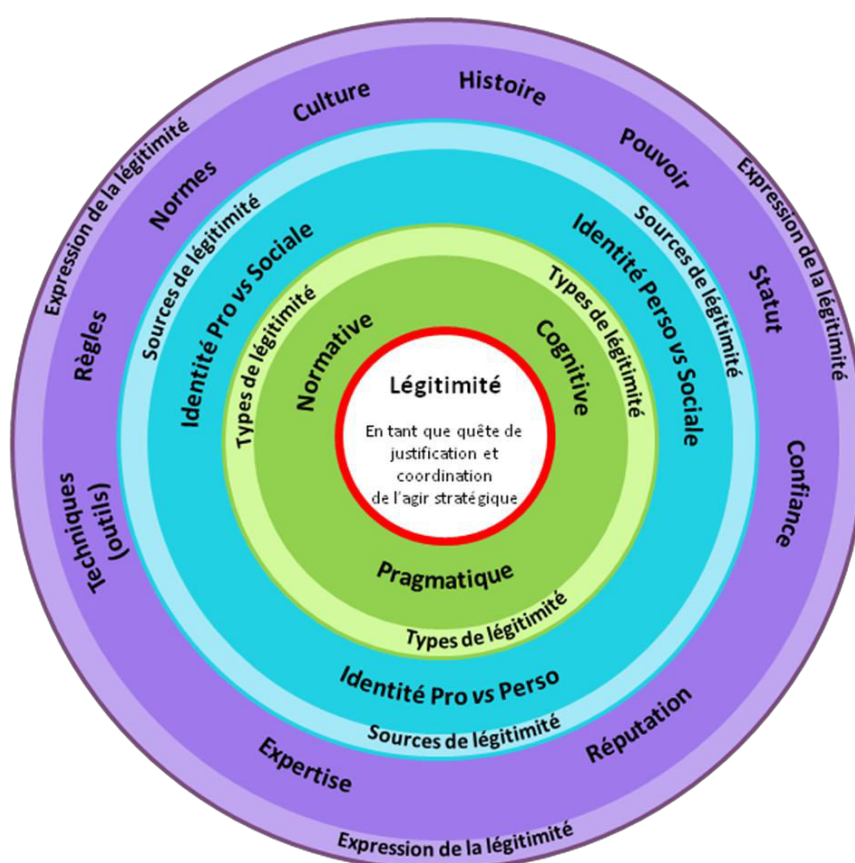 Expression de la légitimité
Expression de la légitimité
Expression de la légitimité
Culture
Histoire
Pouvoir
Statut
Confiance
Réputation
Expertise
Techniques
(outils)
Règles
Normes
Sources de légitimité
Sources de légitimité
Sources de légitimité
Identité Pro vs Sociale
Identité Perso vs Sociale
Identité Pro vs Perso
Types de légitimité
Types de légitimité
Types de légitimité
Normative
Cognitive
Pragmatique
Légitimité
En tant que quête de
justification et
coordination
de l'agir stratégique